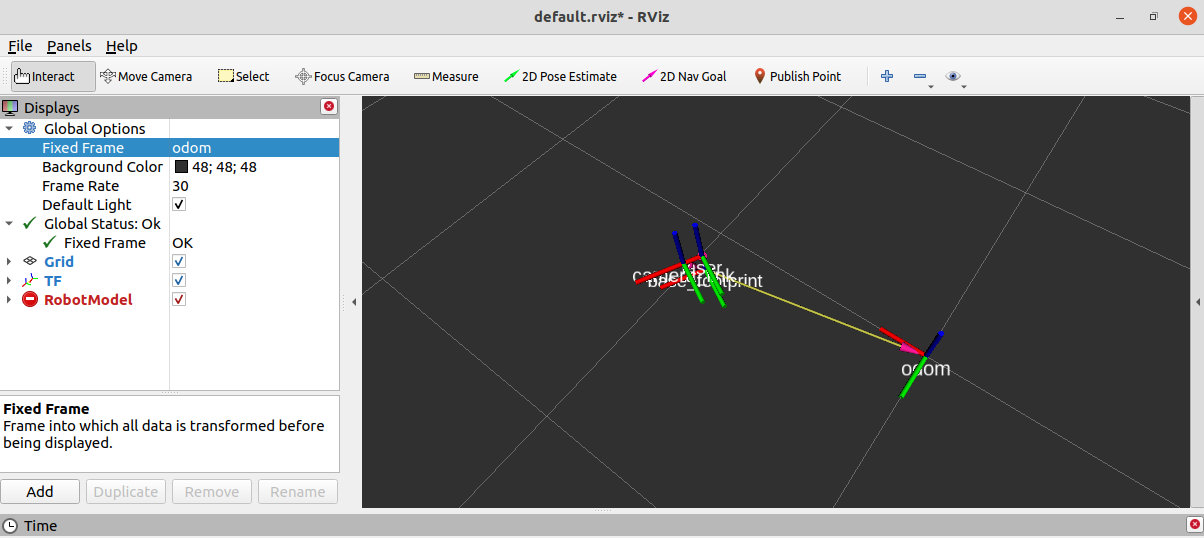 default.rviz* - RViz
File Panels Help
Interact Move Camera Select Focus Camera Measure 2D Pose Estimate 2D Nav Goal Publish Point
Displays
Global Options
Fixed Frame odom
Background Color 48; 48; 48
Frame Rate 30
Default Light
Global Status: Ok
Fixed Frame OK
Grid
TF
RobotModel
base_footprint
odom
Fixed Frame
Frame into which all data is transformed before
being displayed.
Add Duplicate Remove Rename
Time